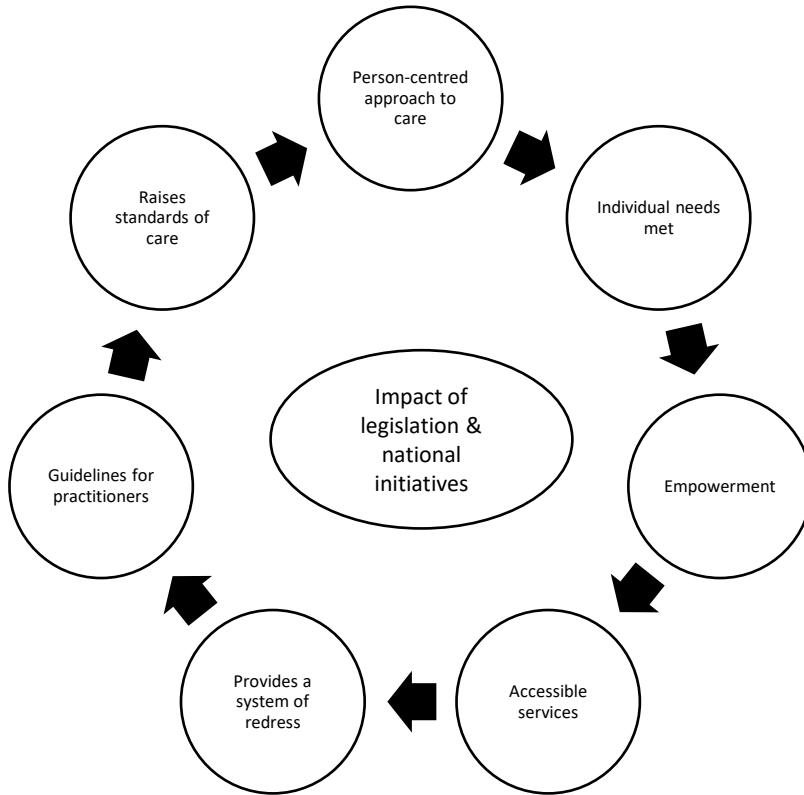 Person-centred
approach to
care
Individual needs
met
Empowerment
Accessible
services
Provides a
system of
redress
Guidelines for
practitioners
Raises
standards of
care
Impact of
legislation &
national
initiatives